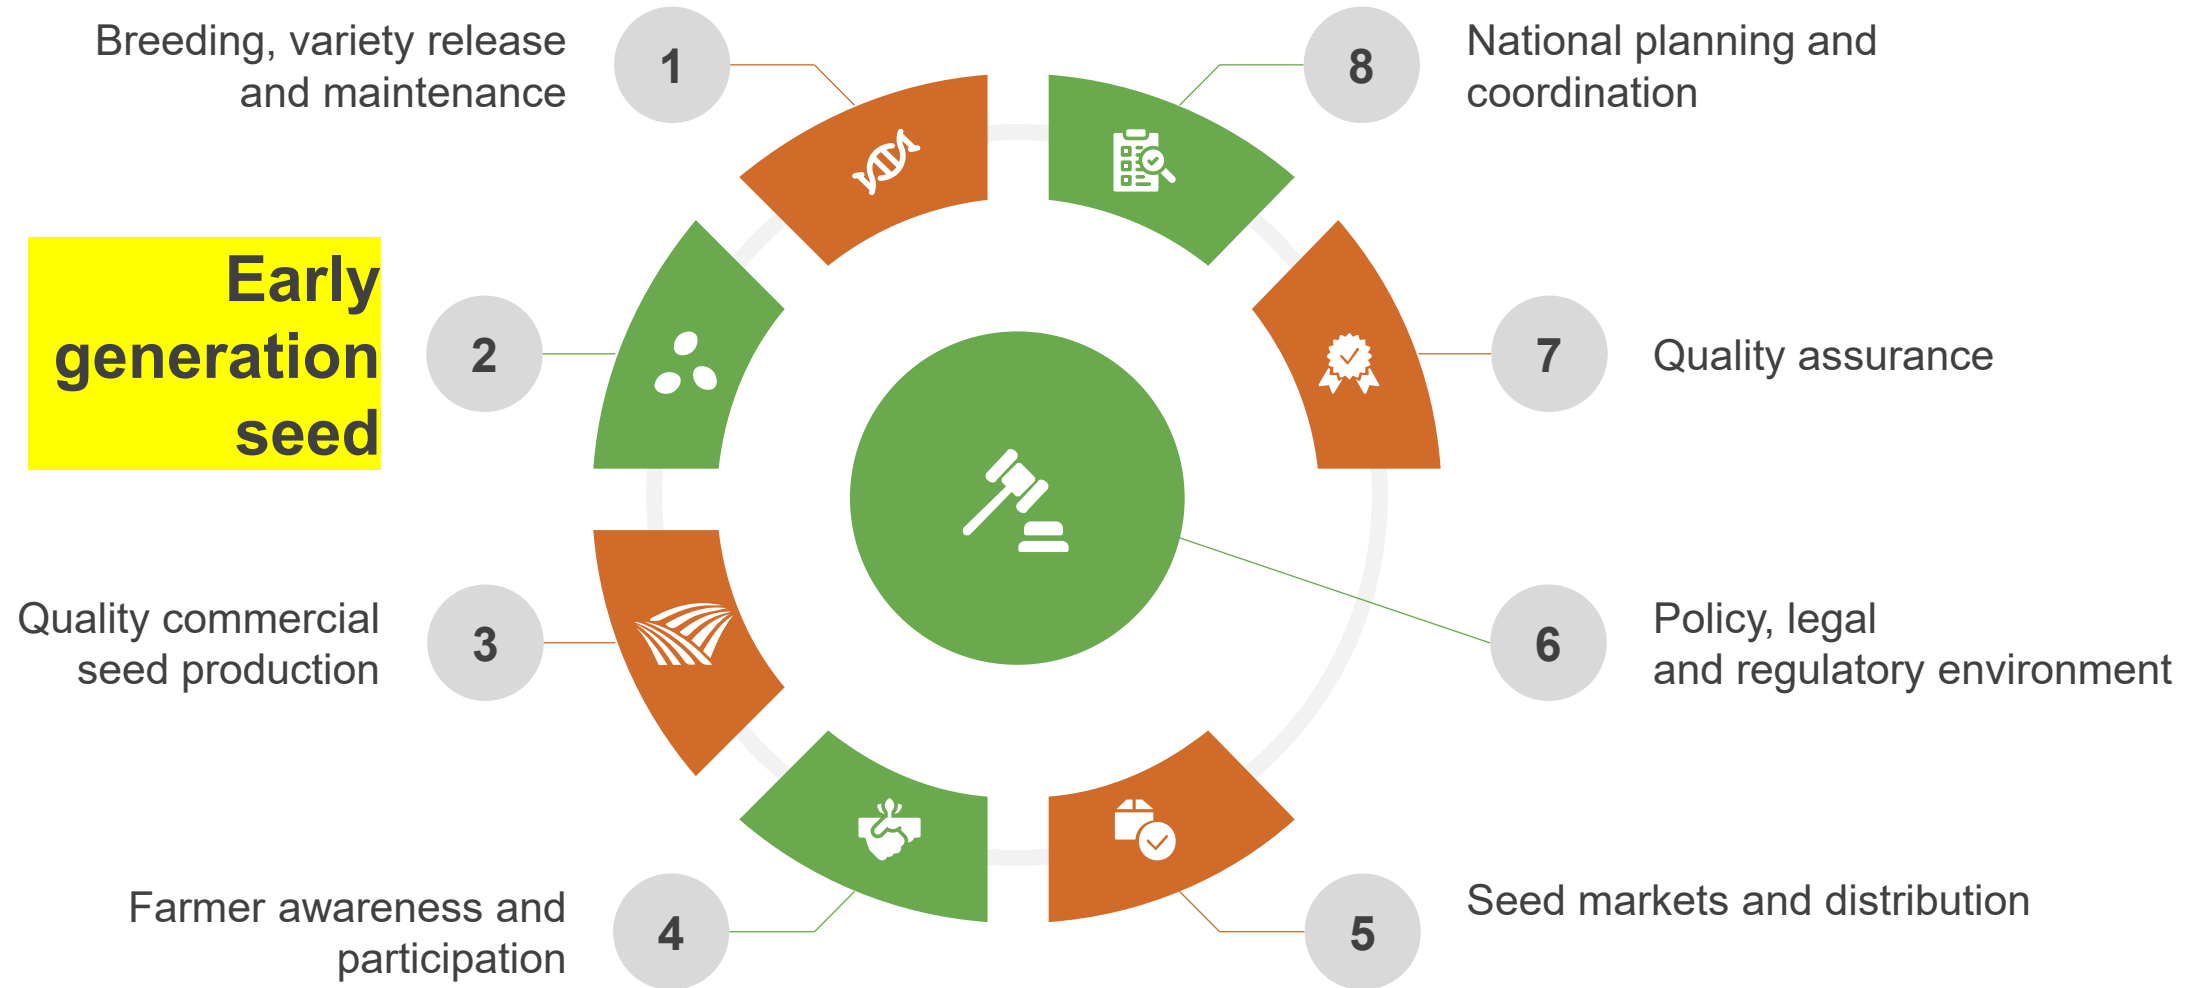 1
Breeding, variety release
and maintenance
2
Early
generation
seed
3
Quality commercial
seed production
4
Farmer awareness and
participation
5
Seed markets and distribution
6
Policy, legal
and regulatory environment
7
Quality assurance
8
National planning and
coordination